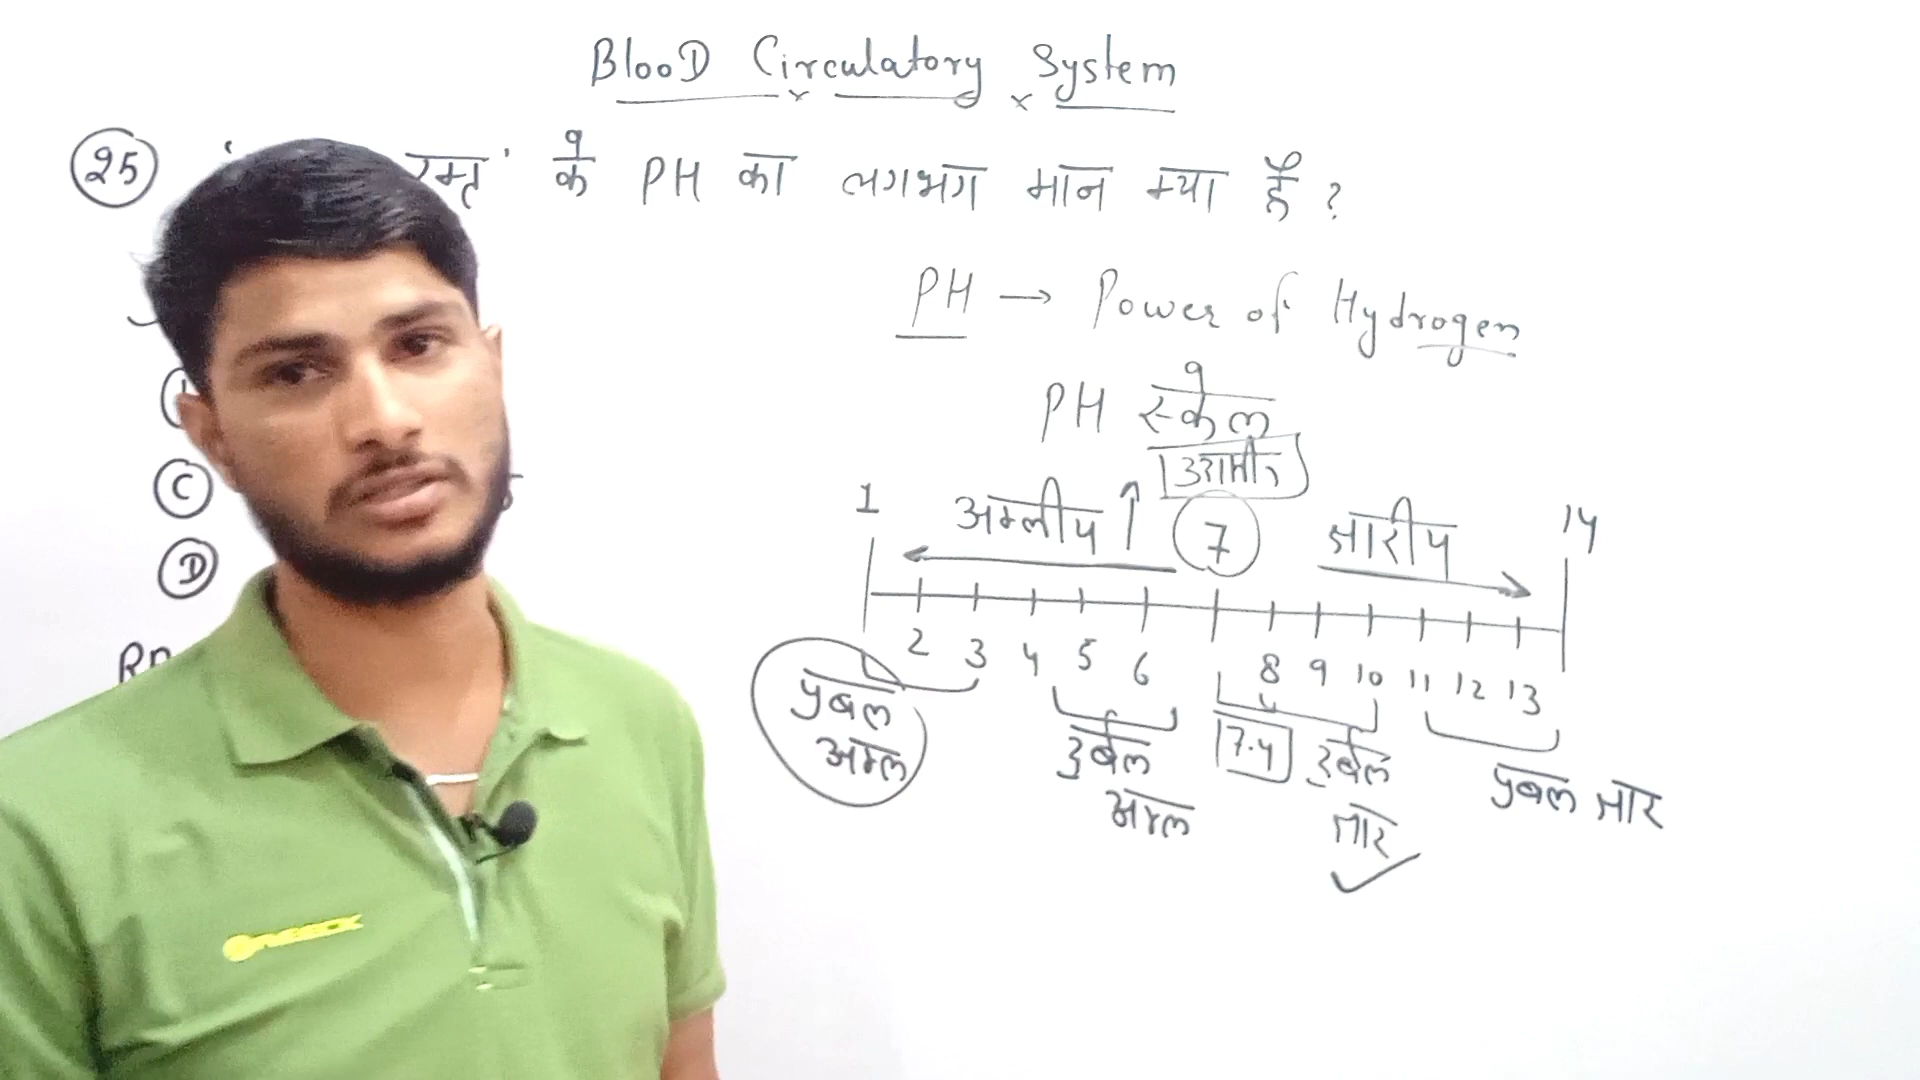 BlooD Circulatory System
25 रक्त' के PH का लगभग मान क्या है ?
PH → Power of Hydrogen
PH स्केल
उदासीन
1 अम्लीय ↑ 7 क्षारीय 14
C
D
2 3 4 5 6 8 9 10 11 12 13
प्रबल अम्ल
दुर्बल अम्ल
7.4 दुर्बल क्षार
प्रबल क्षार